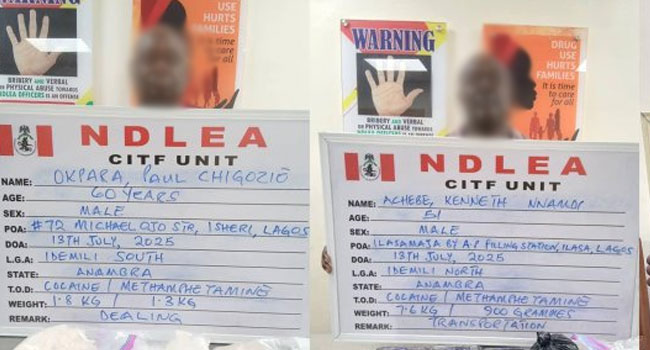 WARNING
BRIBERY AND VERBAL
OR PHYSICAL ABUSE TOWARDS
NDLEA OFFICERS IS AN OFFENCE
USE
HURTS
FAMILIES
It is time
to care
for all
NDLEA
CITF UNIT
NAME: OKPARA, PAUL CHIGOZIO
AGE: 60 YEARS
SEX: MALE
POA: #72 MICHAEL OJO STR, ISHERI, LAGOS
DOA: 13TH JULY, 2025
L.G.A: IDEMILI SOUTH
STATE: ANAMBRA
T.O.D: COCAINE / METHAMPHETAMINE
WEIGHT: 1.8 KG / 1.3 KG
REMARK: DEALING
WARNING
BRIBERY AND VERBAL
OR PHYSICAL ABUSE TOWARDS
NDLEA OFFICERS IS AN OFFENCE
DRUG
USE
HURTS
FAMILIES
It is time
to care
for all
NDLEA
CITF UNIT
NAME: ACHEBE, KENNETH NNAMDI
AGE: 51
SEX: MALE
POA: ILASAMAJA BY A.P FILLING STATION, ILASA, LAGOS
DOA: 13TH JULY, 2025
L.G.A: IDEMILI NORTH
STATE: ANAMBRA
T.O.D: COCAINE / METHAMPHETAMINE
WEIGHT: 7.6 KG / 900 GRAMMES
REMARK: TRANSPORTATION